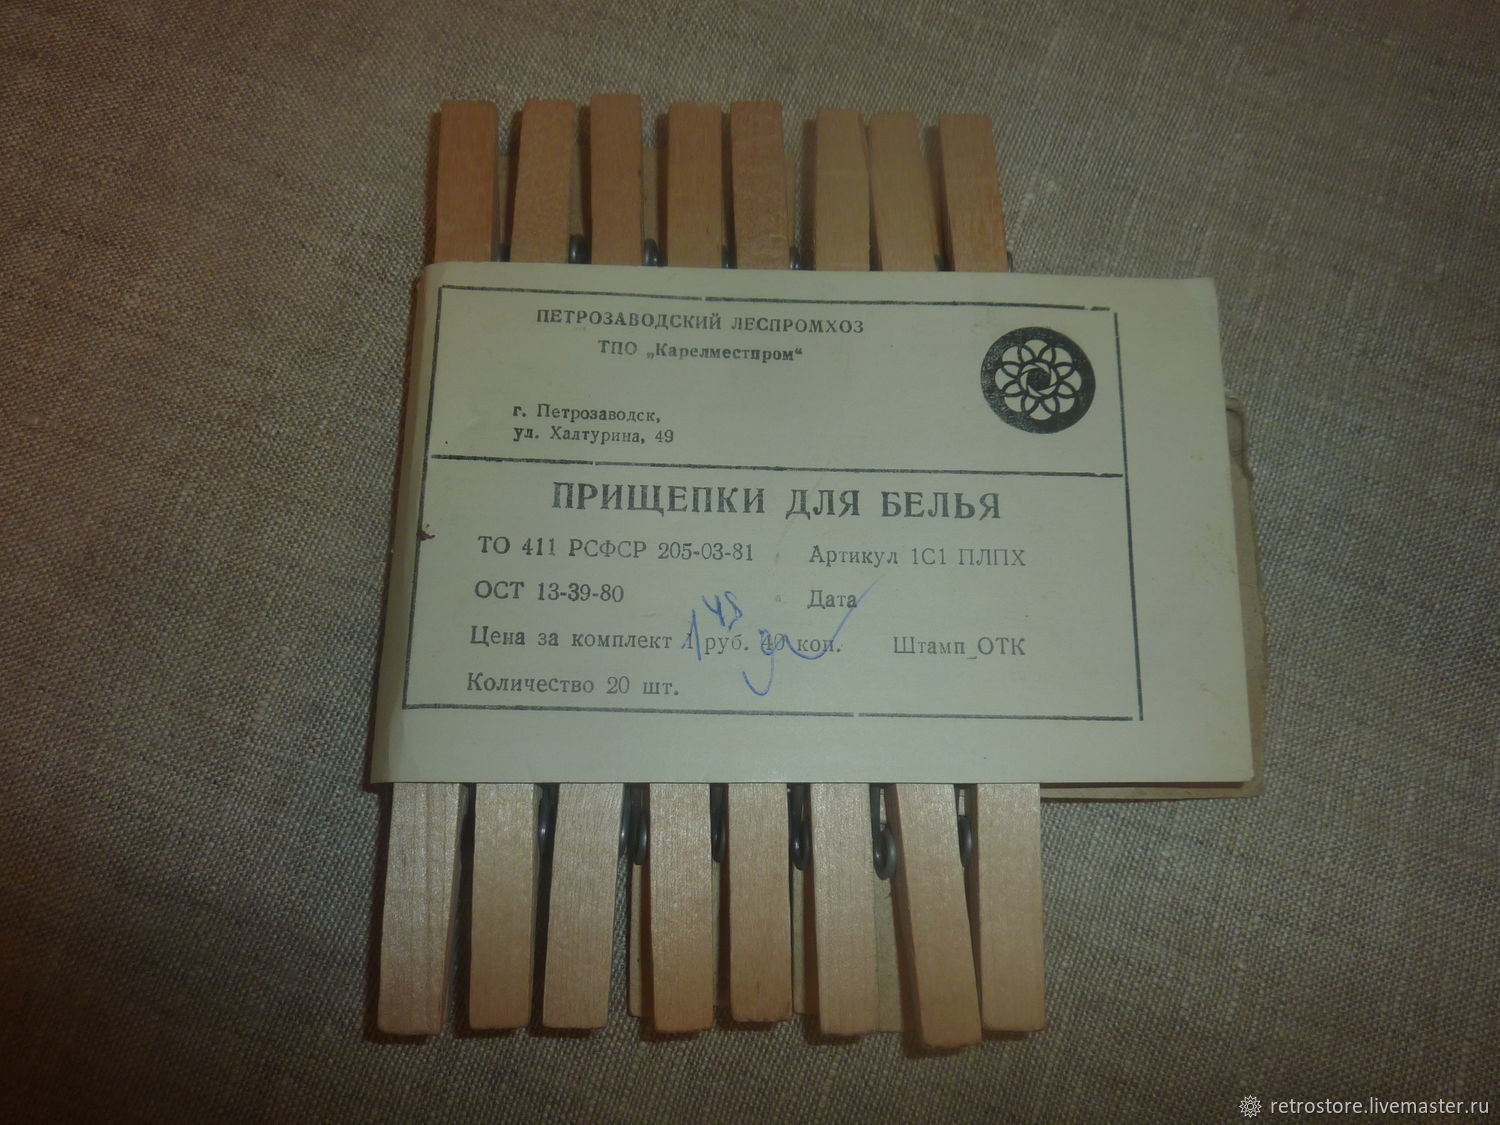 ПЕТРОЗАВОДСКИЙ ЛЕСПРОМХОЗ
ТПО „Карелместпром“
г. Петрозаводск,
ул. Халтурина, 49
ПРИЩЕПКИ ДЛЯ БЕЛЬЯ
ТО 411 РСФСР 205-03-81 Артикул 1С1 ПЛПХ
ОСТ 13-39-80 Дата
Цена за комплект 1 руб. 40 коп. Штамп ОТК
Количество 20 шт.
retrostore.livemaster.ru